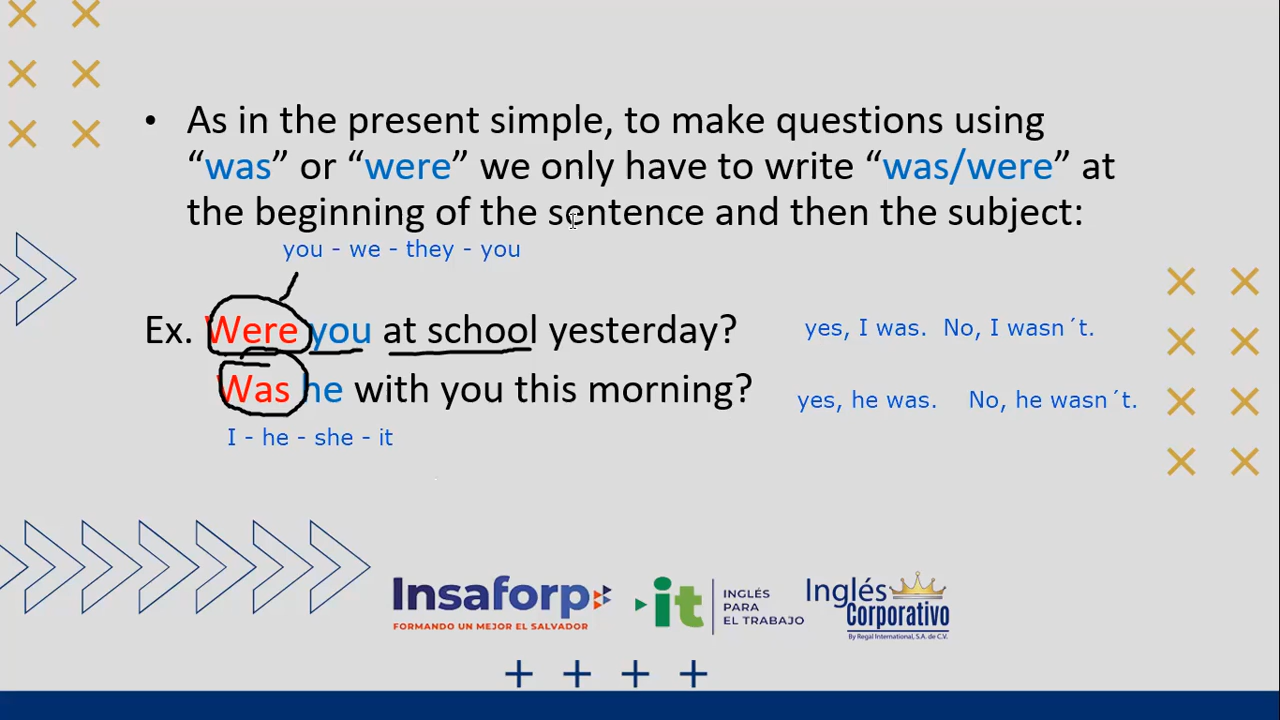 • As in the present simple, to make questions using
“was” or “were” we only have to write “was/were” at
the beginning of the sentence and then the subject:
you - we - they - you
Ex. Were you at school yesterday?
yes, I was. No, I wasn´t.
Was he with you this morning?
yes, he was. No, he wasn´t.
I - he - she - it
Insaforp
FORMANDO UN MEJOR EL SALVADOR
it
INGLÉS
PARA
EL TRABAJO
Inglés
Corporativo
By Regal International, S.A. de C.V.